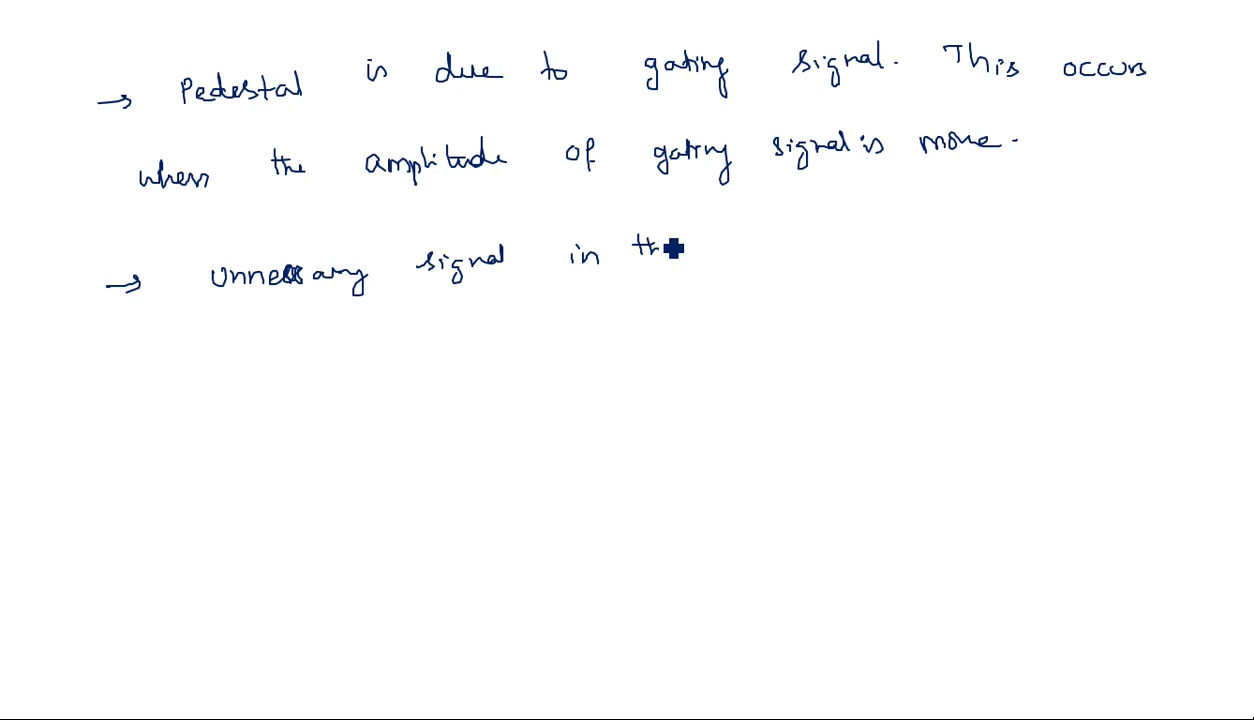 → Pedestal is due to gating signal. This occurs
when the amplitude of gating signal is more.
→ Unnecessary signal in th